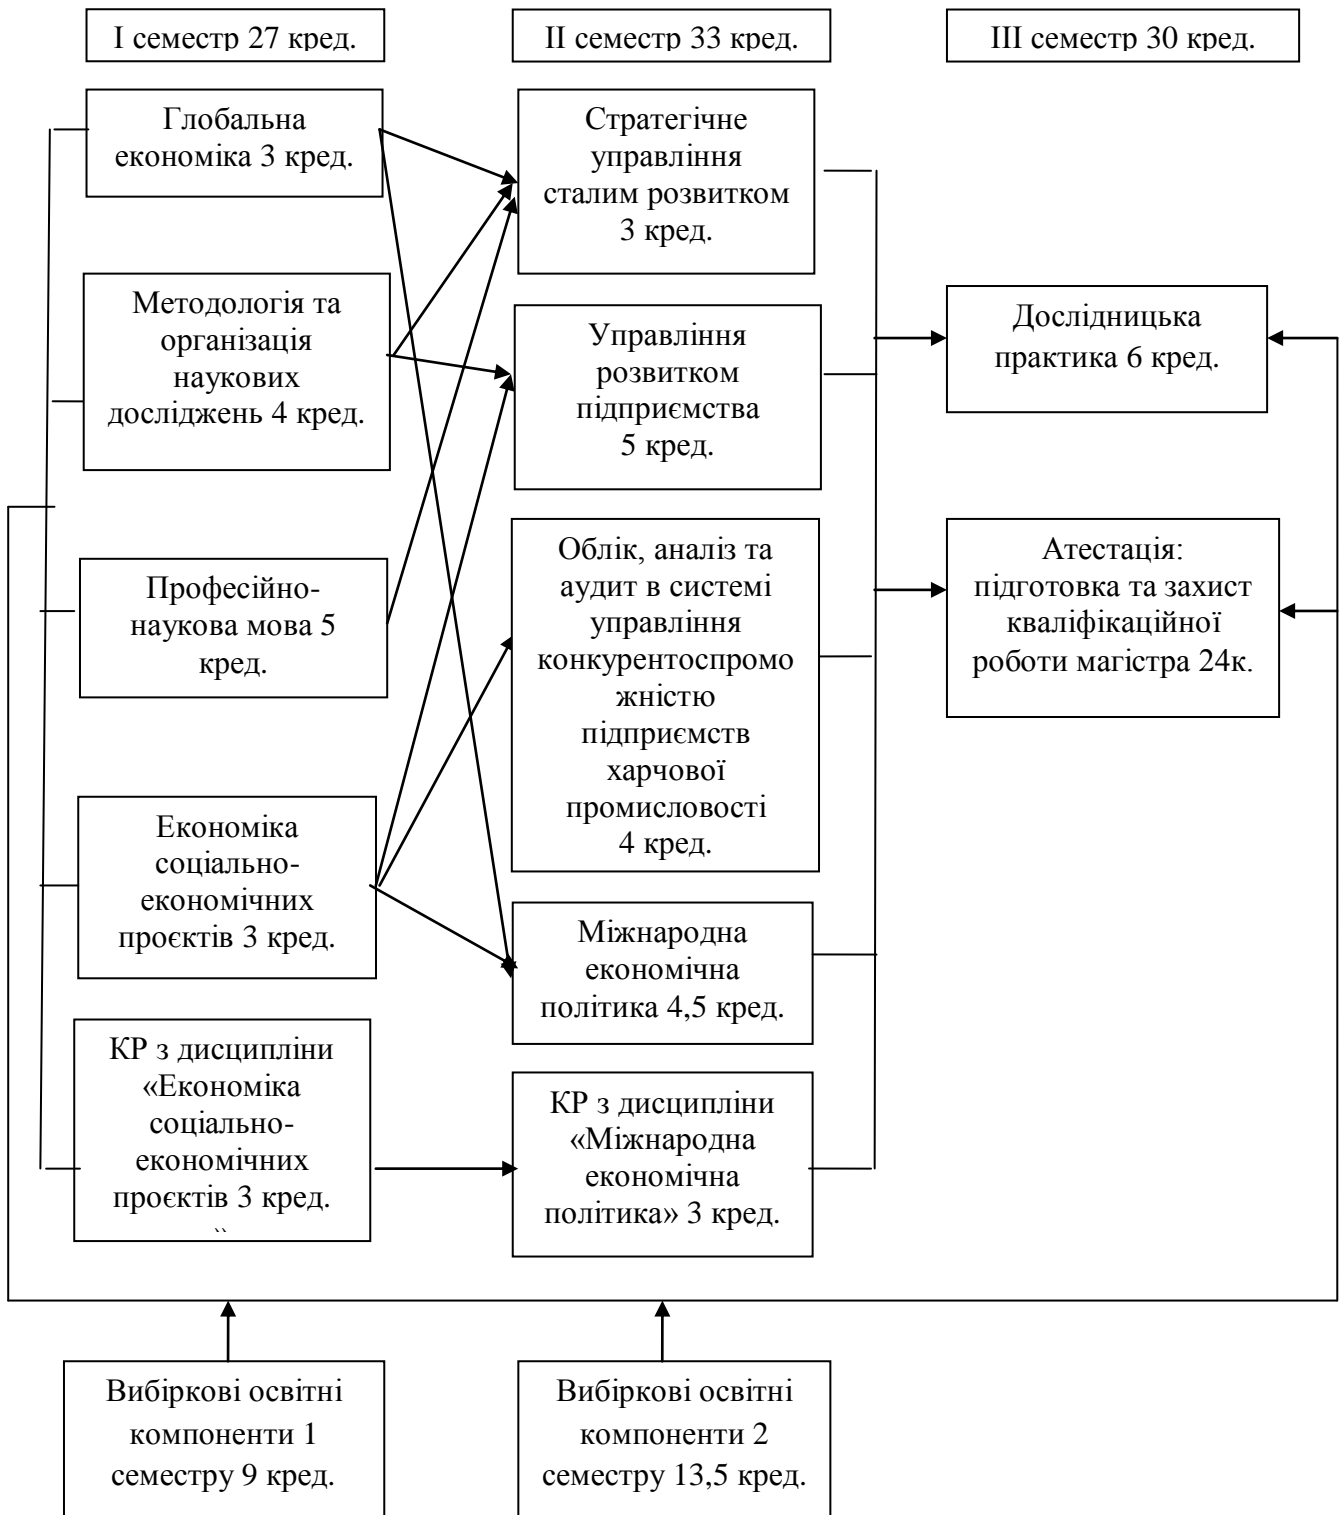 І семестр 27 кред.
ІІ семестр 33 кред.
ІІІ семестр 30 кред.
Глобальна
економіка 3 кред.
Методологія та
організація
наукових
досліджень 4 кред.
Професійно-
наукова мова 5
кред.
Економіка
соціально-
економічних
проєктів 3 кред.
КР з дисципліни
«Економіка
соціально-
економічних
проєктів 3 кред.
»
Стратегічне
управління
сталим розвитком
3 кред.
Управління
розвитком
підприємства
5 кред.
Облік, аналіз та
аудит в системі
управління
конкурентоспромо
жністю
підприємств
харчової
промисловості
4 кред.
Міжнародна
економічна
політика 4,5 кред.
КР з дисципліни
«Міжнародна
економічна
політика» 3 кред.
Дослідницька
практика 6 кред.
Атестація:
підготовка та захист
кваліфікаційної
роботи магістра 24к.
Вибіркові освітні
компоненти 1
семестру 9 кред.
Вибіркові освітні
компоненти 2
семестру 13,5 кред.